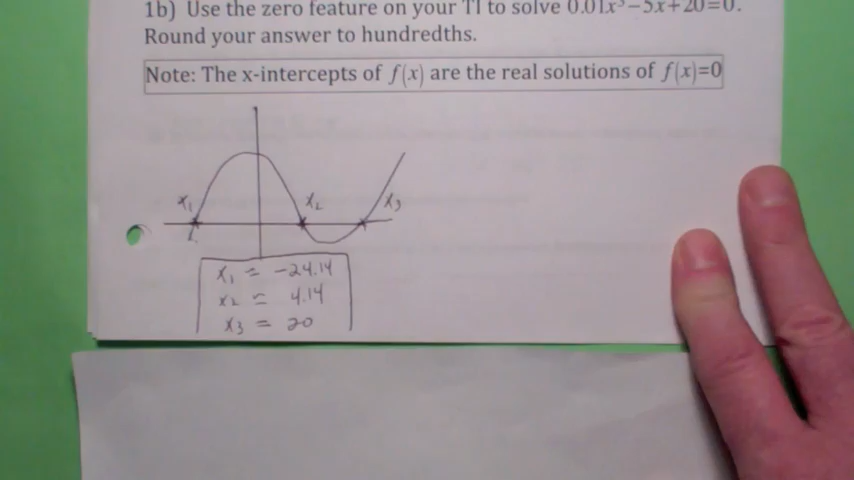 1b) Use the zero feature on your TI to solve 0.01x³−5x+20=0.
Round your answer to hundredths.
Note: The x-intercepts of f(x) are the real solutions of f(x)=0
x₁
x₂
x₃
x₁ ≈ -24.14
x₂ ≈ 4.14
x₃ = 20